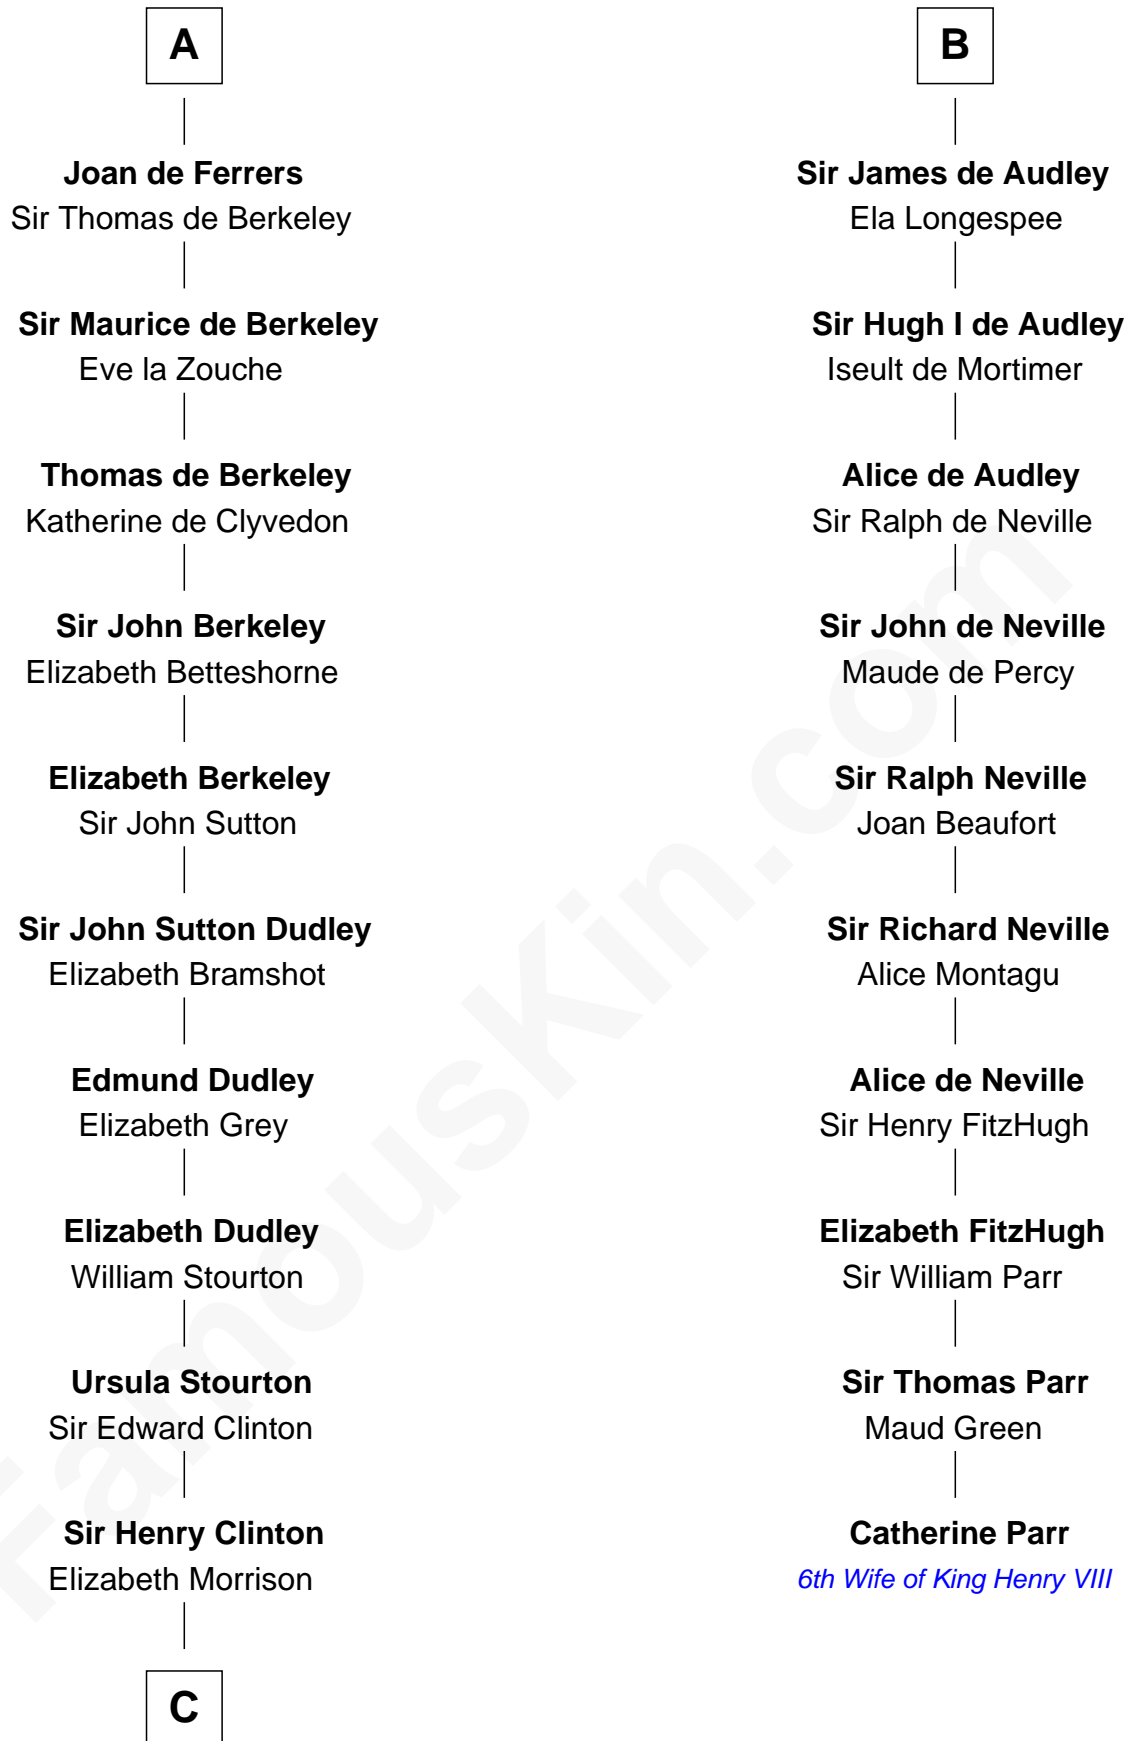 A
Joan de Ferrers
Sir Thomas de Berkeley
Sir Maurice de Berkeley
Eve la Zouche
Thomas de Berkeley
Katherine de Clyvedon
Sir John Berkeley
Elizabeth Betteshorne
Elizabeth Berkeley
Sir John Sutton
Sir John Sutton Dudley
Elizabeth Bramshot
Edmund Dudley
Elizabeth Grey
Elizabeth Dudley
William Stourton
Ursula Stourton
Sir Edward Clinton
Sir Henry Clinton
Elizabeth Morrison
C
B
Sir James de Audley
Ela Longespee
Sir Hugh I de Audley
Iseult de Mortimer
Alice de Audley
Sir Ralph de Neville
Sir John de Neville
Maude de Percy
Sir Ralph Neville
Joan Beaufort
Sir Richard Neville
Alice Montagu
Alice de Neville
Sir Henry FitzHugh
Elizabeth FitzHugh
Sir William Parr
Sir Thomas Parr
Maud Green
Catherine Parr
6th Wife of King Henry VIII
FamousKin.com